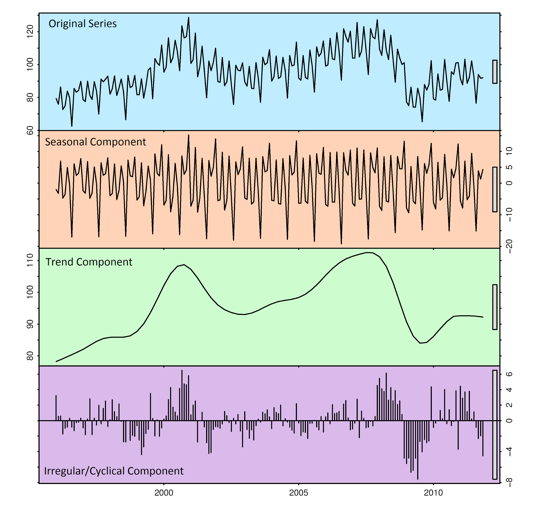 Original Series
60 80 100 120
Seasonal Component
-20 -10 0 5 10
Trend Component
80 90 100 110
Irregular/Cyclical Component
-8 -4 0 2 4 6
2000 2005 2010